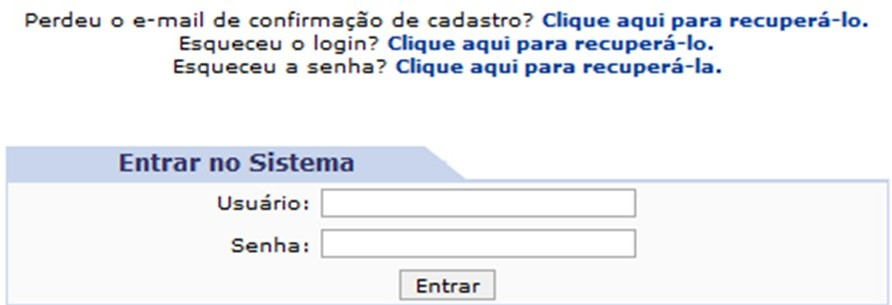 Perdeu o e-mail de confirmação de cadastro? Clique aqui para recuperá-lo.
Esqueceu o login? Clique aqui para recuperá-lo.
Esqueceu a senha? Clique aqui para recuperá-la.
Entrar no Sistema
Usuário:
Senha:
Entrar